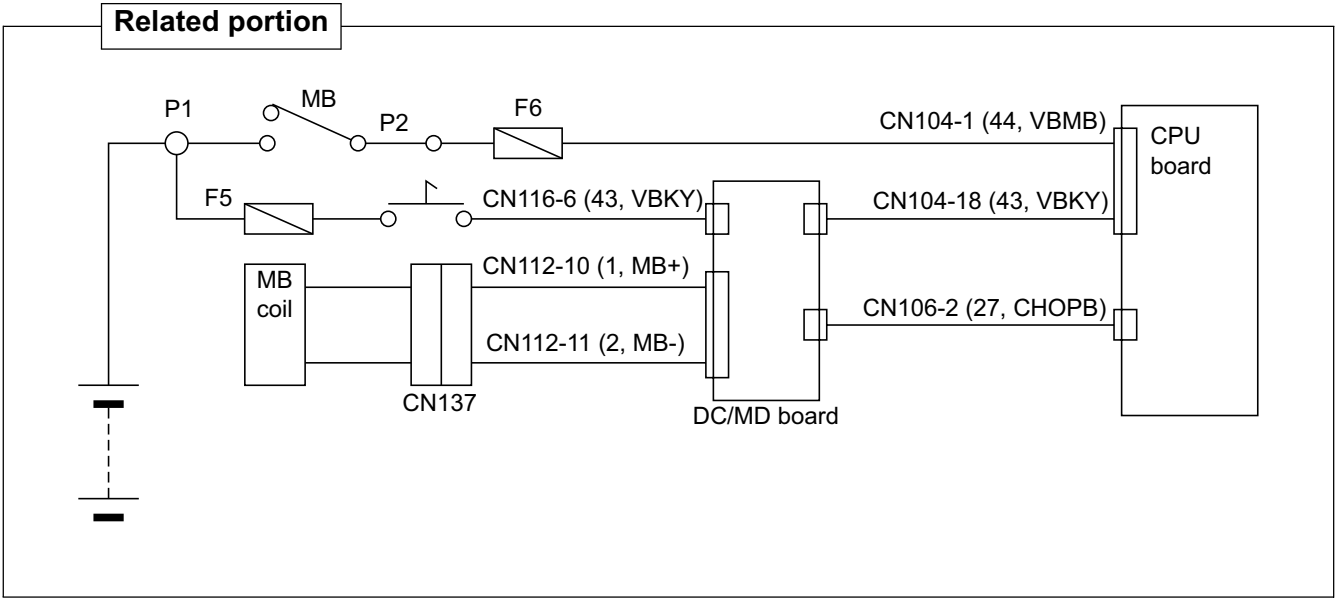 Related portion
P1
MB
P2
F6
CN104-1 (44, VBMB)
CPU
board
F5
CN116-6 (43, VBKY)
CN104-18 (43, VBKY)
MB
coil
CN112-10 (1, MB+)
CN106-2 (27, CHOPB)
CN112-11 (2, MB-)
CN137
DC/MD board